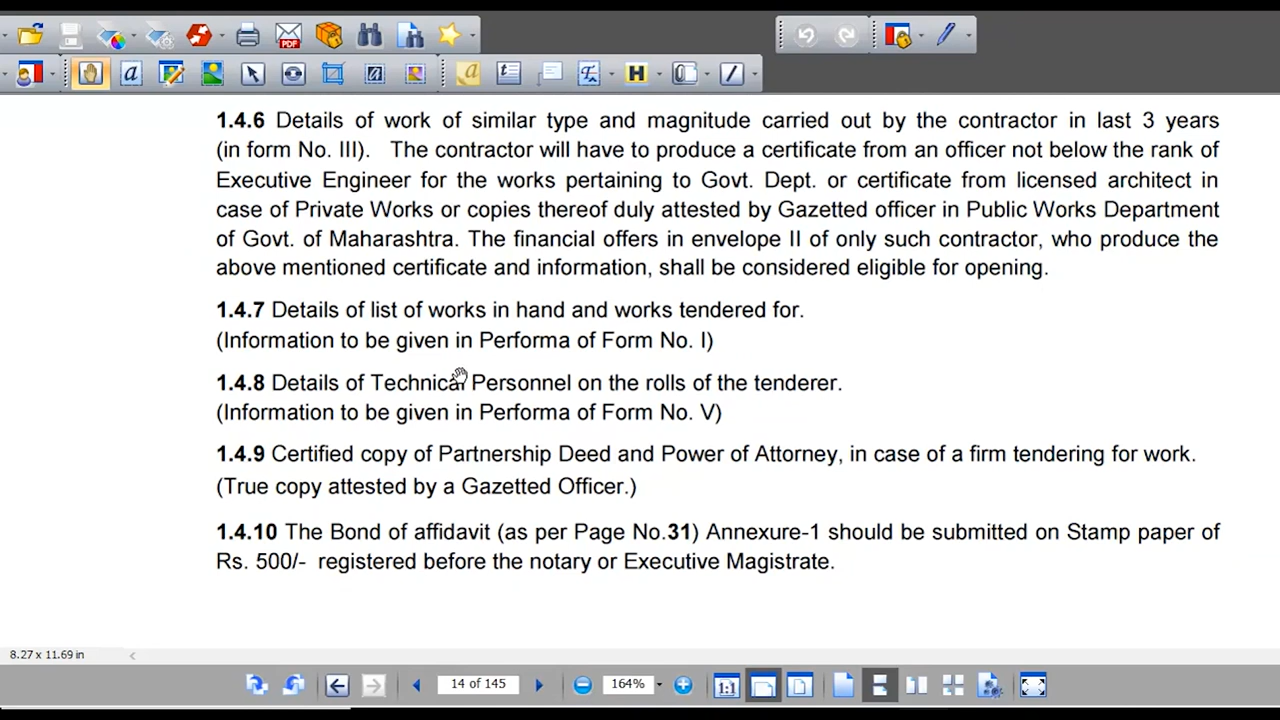 1.4.6 Details of work of similar type and magnitude carried out by the contractor in last 3 years
(in form No. III). The contractor will have to produce a certificate from an officer not below the rank of
Executive Engineer for the works pertaining to Govt. Dept. or certificate from licensed architect in
case of Private Works or copies thereof duly attested by Gazetted officer in Public Works Department
of Govt. of Maharashtra. The financial offers in envelope II of only such contractor, who produce the
above mentioned certificate and information, shall be considered eligible for opening.
1.4.7 Details of list of works in hand and works tendered for.
(Information to be given in Performa of Form No. I)
1.4.8 Details of Technical Personnel on the rolls of the tenderer.
(Information to be given in Performa of Form No. V)
1.4.9 Certified copy of Partnership Deed and Power of Attorney, in case of a firm tendering for work.
(True copy attested by a Gazetted Officer.)
1.4.10 The Bond of affidavit (as per Page No.31) Annexure-1 should be submitted on Stamp paper of
Rs. 500/- registered before the notary or Executive Magistrate.
8.27 x 11.69 in
14 of 145
164%
1:1
PDF